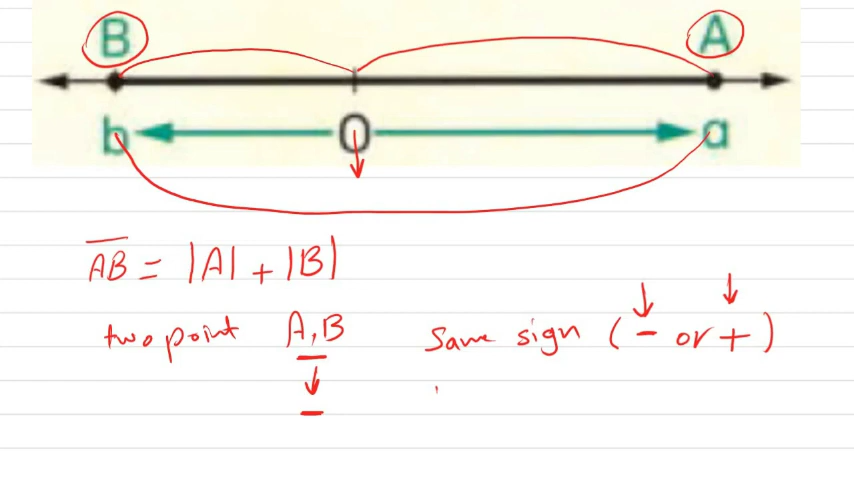 B A
b 0 a
AB = |A| + |B|
two point A, B same sign (- or +)
-